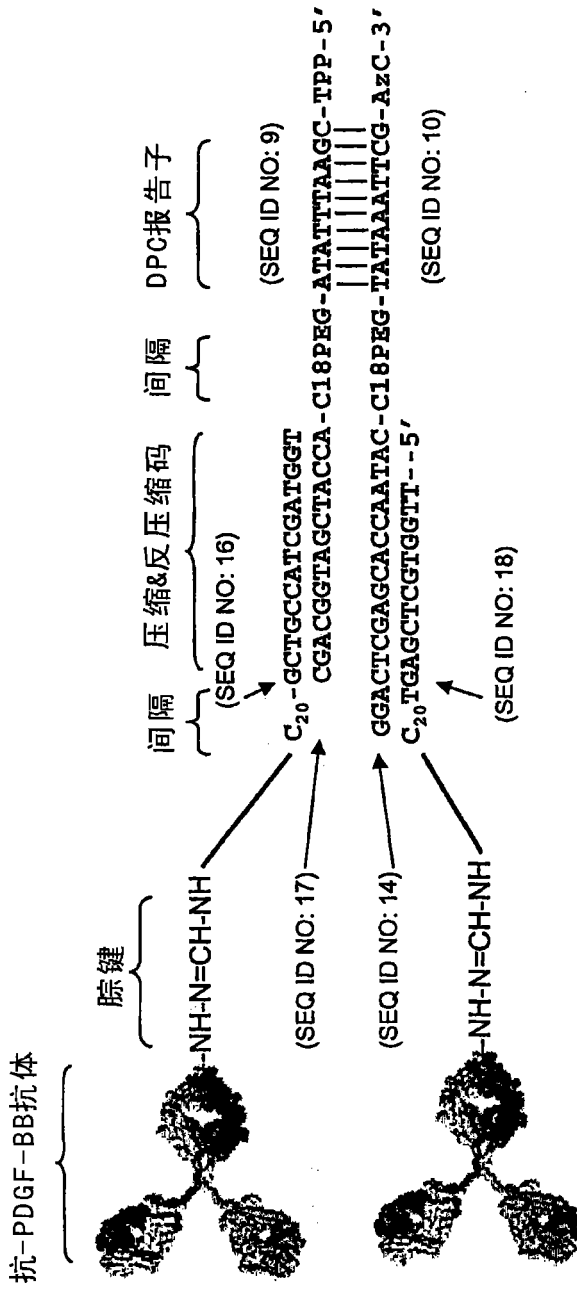 抗-PDGF-BB抗体
腙键
间隔
压缩&反压缩码
间隔
DPC报告子
(SEQ ID NO: 16)
(SEQ ID NO: 9)
-NH-N=CH-NH
C20-GCTGCCATCGATGGT
CGACGGTAGCTACCA-C18PEG-ATATTTAAGC-TPP-5'
(SEQ ID NO: 17)
(SEQ ID NO: 14)
GGACTCGAGCACCAATAC-C18PEG-TATAAATTCG-AzC-3'
C20TGAGCTCGTGGTT--5'
-NH-N=CH-NH
(SEQ ID NO: 18)
(SEQ ID NO: 10)